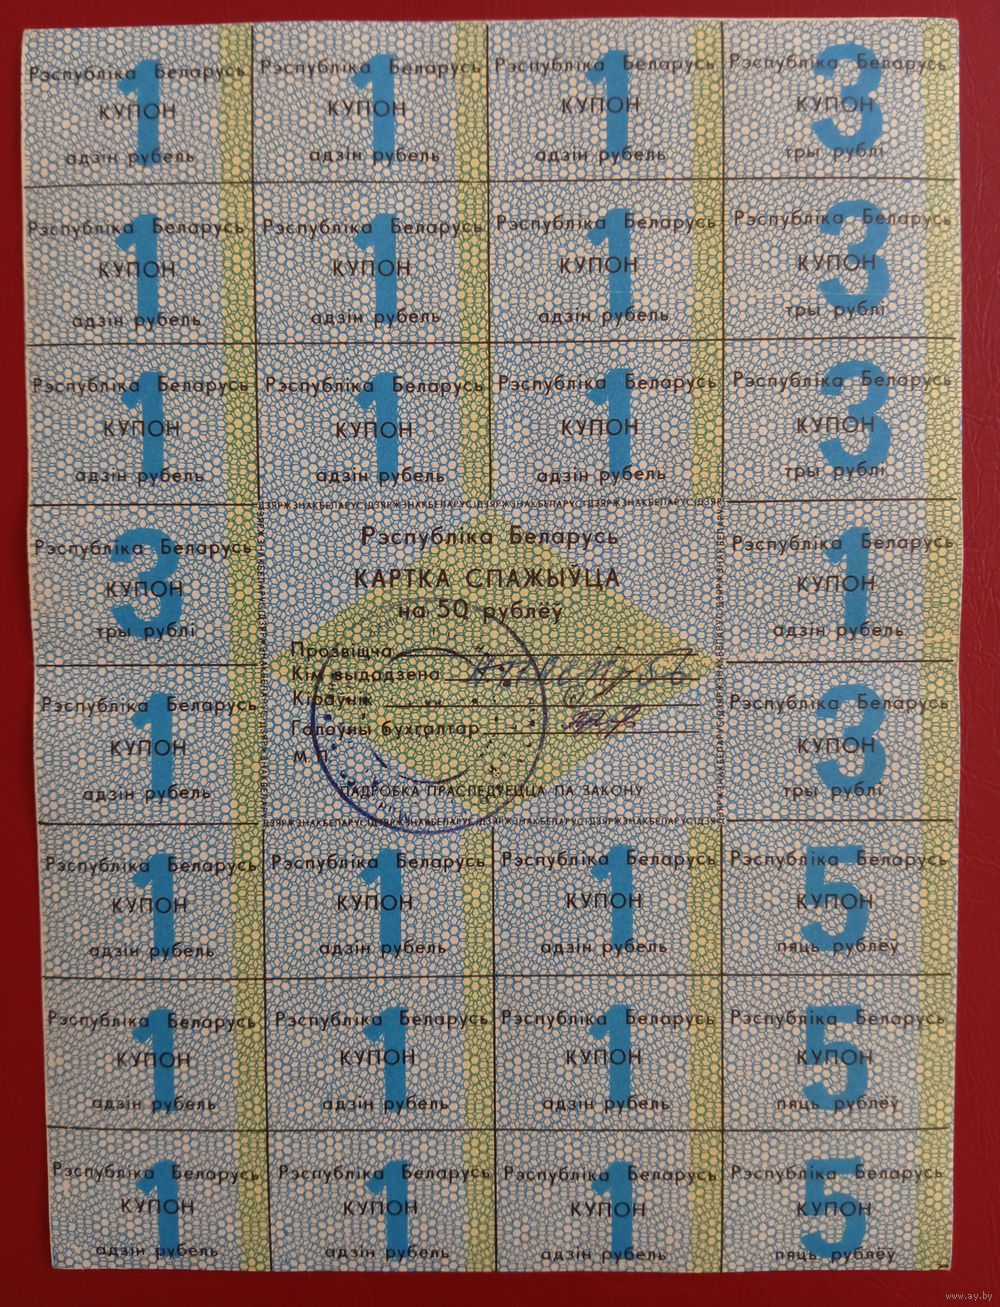 Рэспубліка Беларусь Рэспубліка Беларусь Рэспубліка Беларусь Рэспубліка Беларусь
1 1 1 3
КУПОН КУПОН КУПОН КУПОН
адзін рубель адзін рубель адзін рубель тры рублі
Рэспубліка Беларусь Рэспубліка Беларусь Рэспубліка Беларусь Рэспубліка Беларусь
1 1 1 3
КУПОН КУПОН КУПОН КУПОН
адзін рубель адзін рубель адзін рубель тры рублі
Рэспубліка Беларусь Рэспубліка Беларусь Рэспубліка Беларусь Рэспубліка Беларусь
1 1 1 3
КУПОН КУПОН КУПОН КУПОН
адзін рубель адзін рубель адзін рубель тры рублі
Рэспубліка Беларусь
3
КУПОН
тры рублі
Рэспубліка Беларусь
КАРТКА СПАЖЫЎЦА
на 50 рублёў
Прозвішча
Кім выдадзена
Кіраўнік
Галоўны бухгалтар
М.П.
ПАДРОБКА ПРАСЛЕДУЕЦЦА ПА ЗАКОНУ
Рэспубліка Беларусь
1
КУПОН
адзін рубель
Рэспубліка Беларусь Рэспубліка Беларусь
1 3
КУПОН КУПОН
адзін рубель тры рублі
Рэспубліка Беларусь Рэспубліка Беларусь Рэспубліка Беларусь Рэспубліка Беларусь
1 1 1 5
КУПОН КУПОН КУПОН КУПОН
адзін рубель адзін рубель адзін рубель пяць рублёў
Рэспубліка Беларусь Рэспубліка Беларусь Рэспубліка Беларусь Рэспубліка Беларусь
1 1 1 5
КУПОН КУПОН КУПОН КУПОН
адзін рубель адзін рубель адзін рубель пяць рублёў
Рэспубліка Беларусь Рэспубліка Беларусь Рэспубліка Беларусь Рэспубліка Беларусь
1 1 1 5
КУПОН КУПОН КУПОН КУПОН
адзін рубель адзін рубель адзін рубель пяць рублёў
www.ay.by